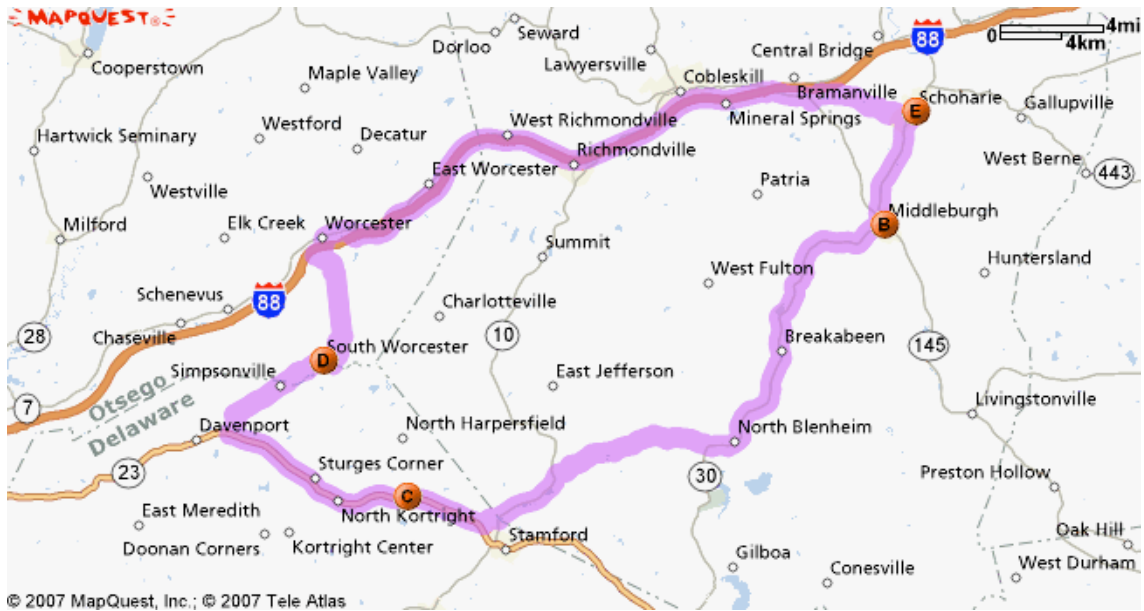 MAPQUEST®
Seward
Dorloo
Central Bridge
88
4mi
0
4km
Cooperstown
Lawyersville
Maple Valley
Cobleskill
Bramanville
Schoharie
E
Gallupville
Mineral Springs
Hartwick Seminary
Westford
Decatur
West Richmondville
Richmondville
West Berne
443
Westville
East Worcester
Patria
Milford
Elk Creek
Worcester
B
Middleburgh
Summit
Huntersland
West Fulton
Schenevus
88
Charlotteville
28
Chaseville
10
Breakabeen
145
South Worcester
D
Simpsonville
East Jefferson
7
Otsego
Delaware
Livingstonville
Davenport
North Harpersfield
North Blenheim
23
Sturges Corner
30
Preston Hollow
C
North Kortright
East Meredith
Doonan Corners
Kortright Center
Stamford
Oak Hill
Gilboa
Conesville
West Durham
© 2007 MapQuest, Inc.; © 2007 Tele Atlas